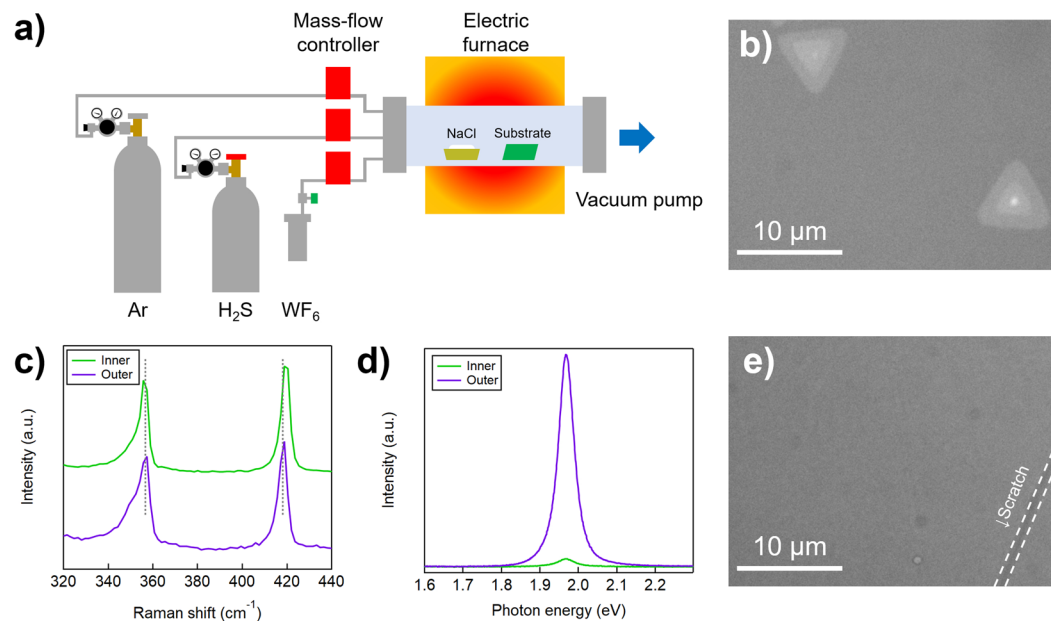 a)
Mass-flow
controller
Electric
furnace
NaCl
Substrate
Vacuum pump
Ar
H₂S
WF₆
b)
10 μm
c)
Inner
Outer
Intensity (a.u.)
320
360
380
400
420
440
Raman shift (cm⁻¹)
d)
Inner
Outer
Intensity (a.u.)
1.6
1.7
1.8
1.9
2.0
2.1
2.2
Photon energy (eV)
e)
↓Scratch
10 μm